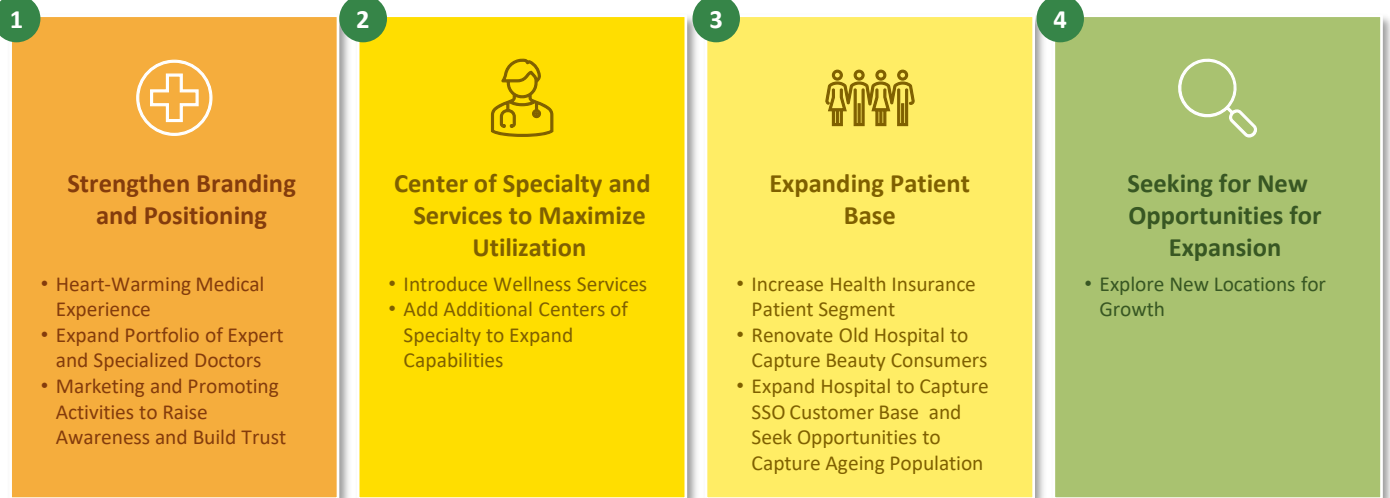 1
Strengthen Branding
and Positioning
• Heart-Warming Medical
Experience
• Expand Portfolio of Expert
and Specialized Doctors
• Marketing and Promoting
Activities to Raise
Awareness and Build Trust
2
Center of Specialty and
Services to Maximize
Utilization
• Introduce Wellness Services
• Add Additional Centers of
Specialty to Expand
Capabilities
3
Expanding Patient
Base
• Increase Health Insurance
Patient Segment
• Renovate Old Hospital to
Capture Beauty Consumers
• Expand Hospital to Capture
SSO Customer Base and
Seek Opportunities to
Capture Ageing Population
4
Seeking for New
Opportunities for
Expansion
• Explore New Locations for
Growth